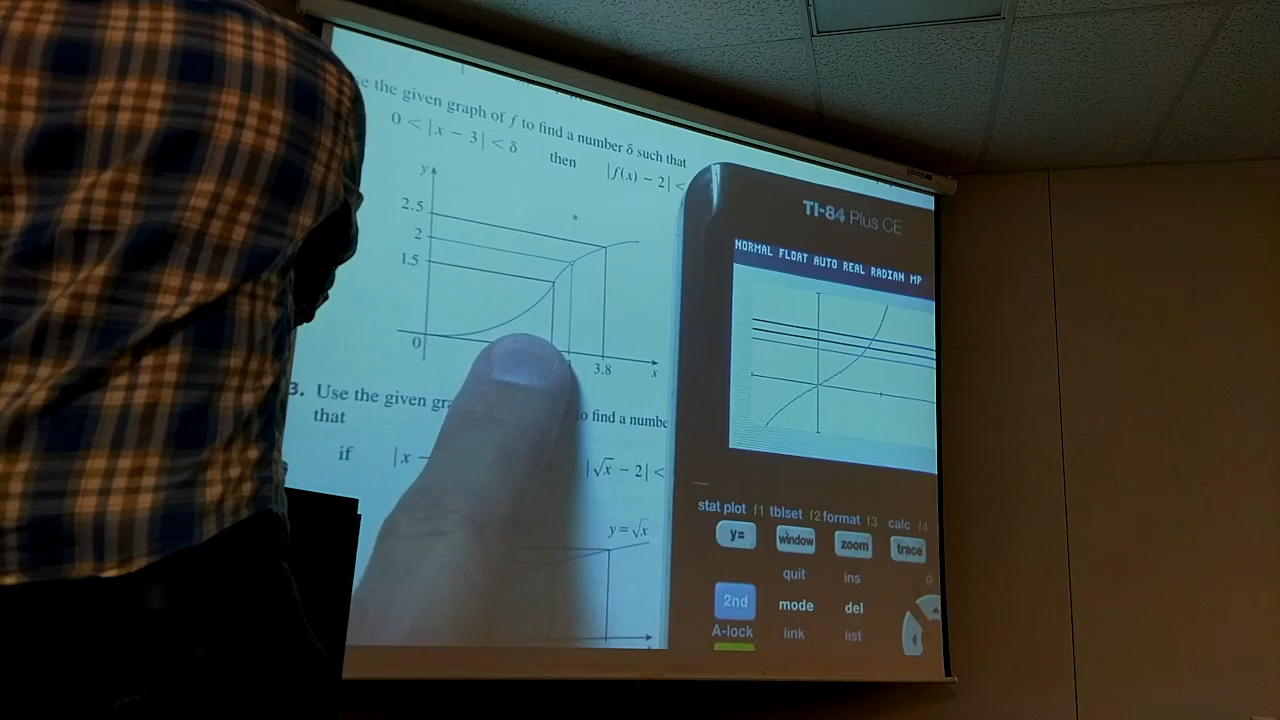 e the given graph of f to find a number δ such that
0 < |x − 3| < δ then |f(x) − 2| <
y
2.5
2
1.5
0
3.8
x
3. Use the given gr o find a numbe
that
if |x − |√x − 2| <
y = √x
TI-84 Plus CE
NORMAL FLOAT AUTO REAL RADIAN MP
stat plot f1 tblset f2 format f3 calc f4
y= window zoom trace
quit ins
2nd mode del
A-lock link list